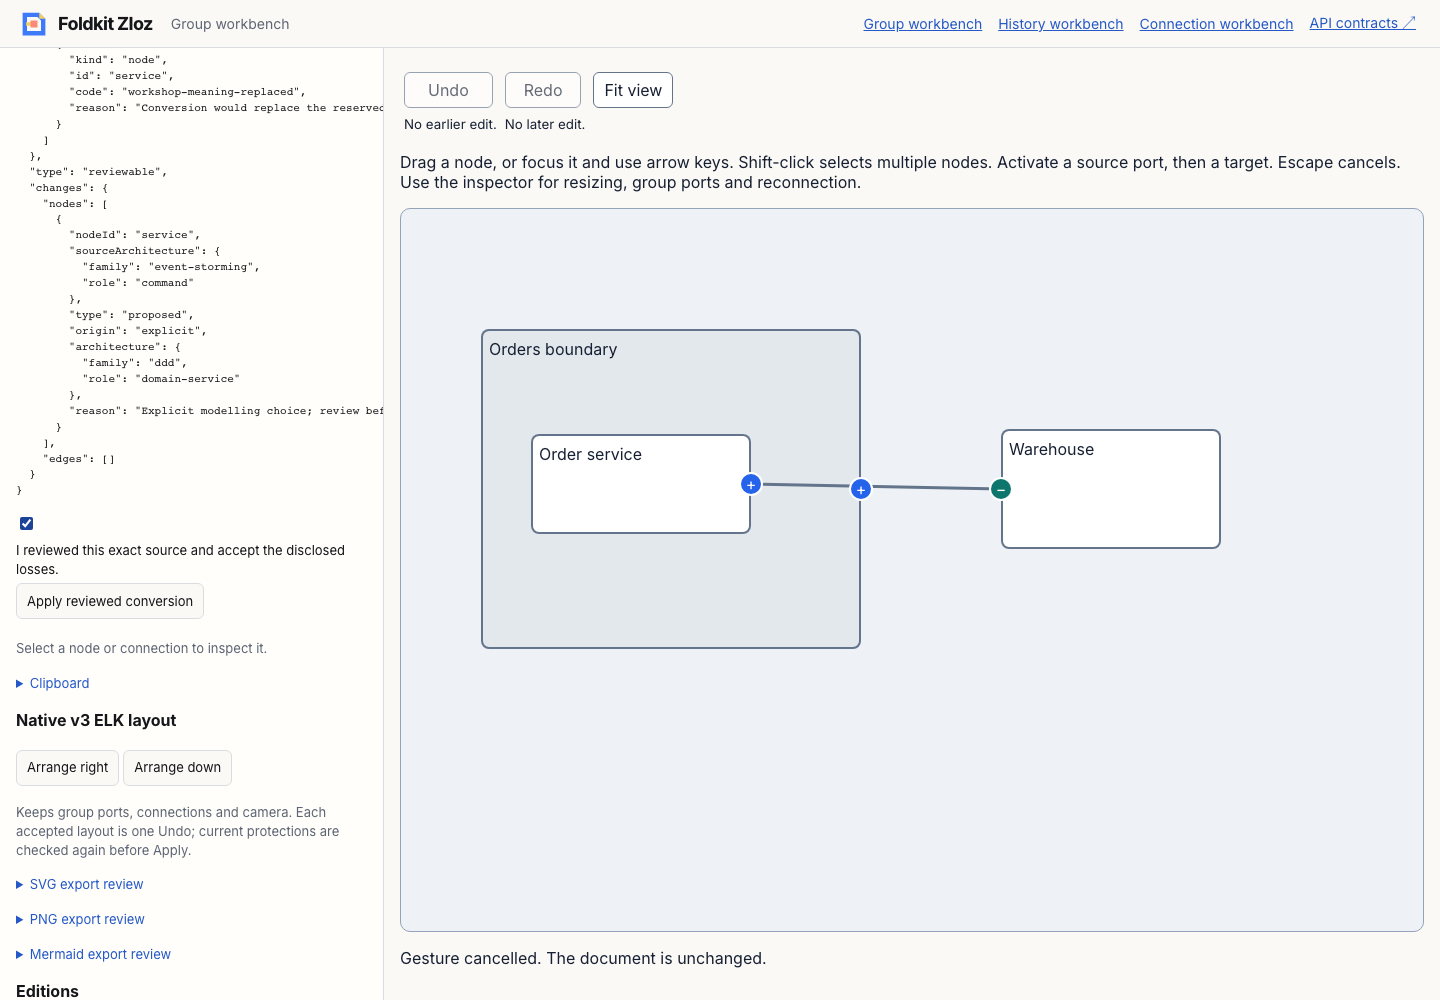 Foldkit Zloz
Group workbench
Group workbench
History workbench
Connection workbench
API contracts ↗
"kind": "node",
"id": "service",
"code": "workshop-meaning-replaced",
"reason": "Conversion would replace the reserved
}
]
},
"type": "reviewable",
"changes": {
"nodes": [
{
"nodeId": "service",
"sourceArchitecture": {
"family": "event-storming",
"role": "command"
},
"type": "proposed",
"origin": "explicit",
"architecture": {
"family": "ddd",
"role": "domain-service"
},
"reason": "Explicit modelling choice; review bef
}
],
"edges": []
}
}
I reviewed this exact source and accept the disclosed
losses.
Apply reviewed conversion
Select a node or connection to inspect it.
Clipboard
Native v3 ELK layout
Arrange right
Arrange down
Keeps group ports, connections and camera. Each
accepted layout is one Undo; current protections are
checked again before Apply.
SVG export review
PNG export review
Mermaid export review
Editions
Undo
Redo
Fit view
No earlier edit.
No later edit.
Drag a node, or focus it and use arrow keys. Shift-click selects multiple nodes. Activate a source port, then a target. Escape cancels.
Use the inspector for resizing, group ports and reconnection.
Orders boundary
Order service
+
+
Warehouse
−
Gesture cancelled. The document is unchanged.